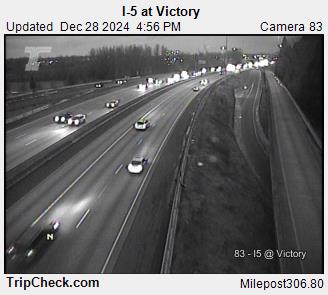 I-5 at Victory
Updated  Dec 28 2024  4:56 PM
Camera 83
T
N
83 - I5 @ Victory
TripCheck.com
Milepost306.80